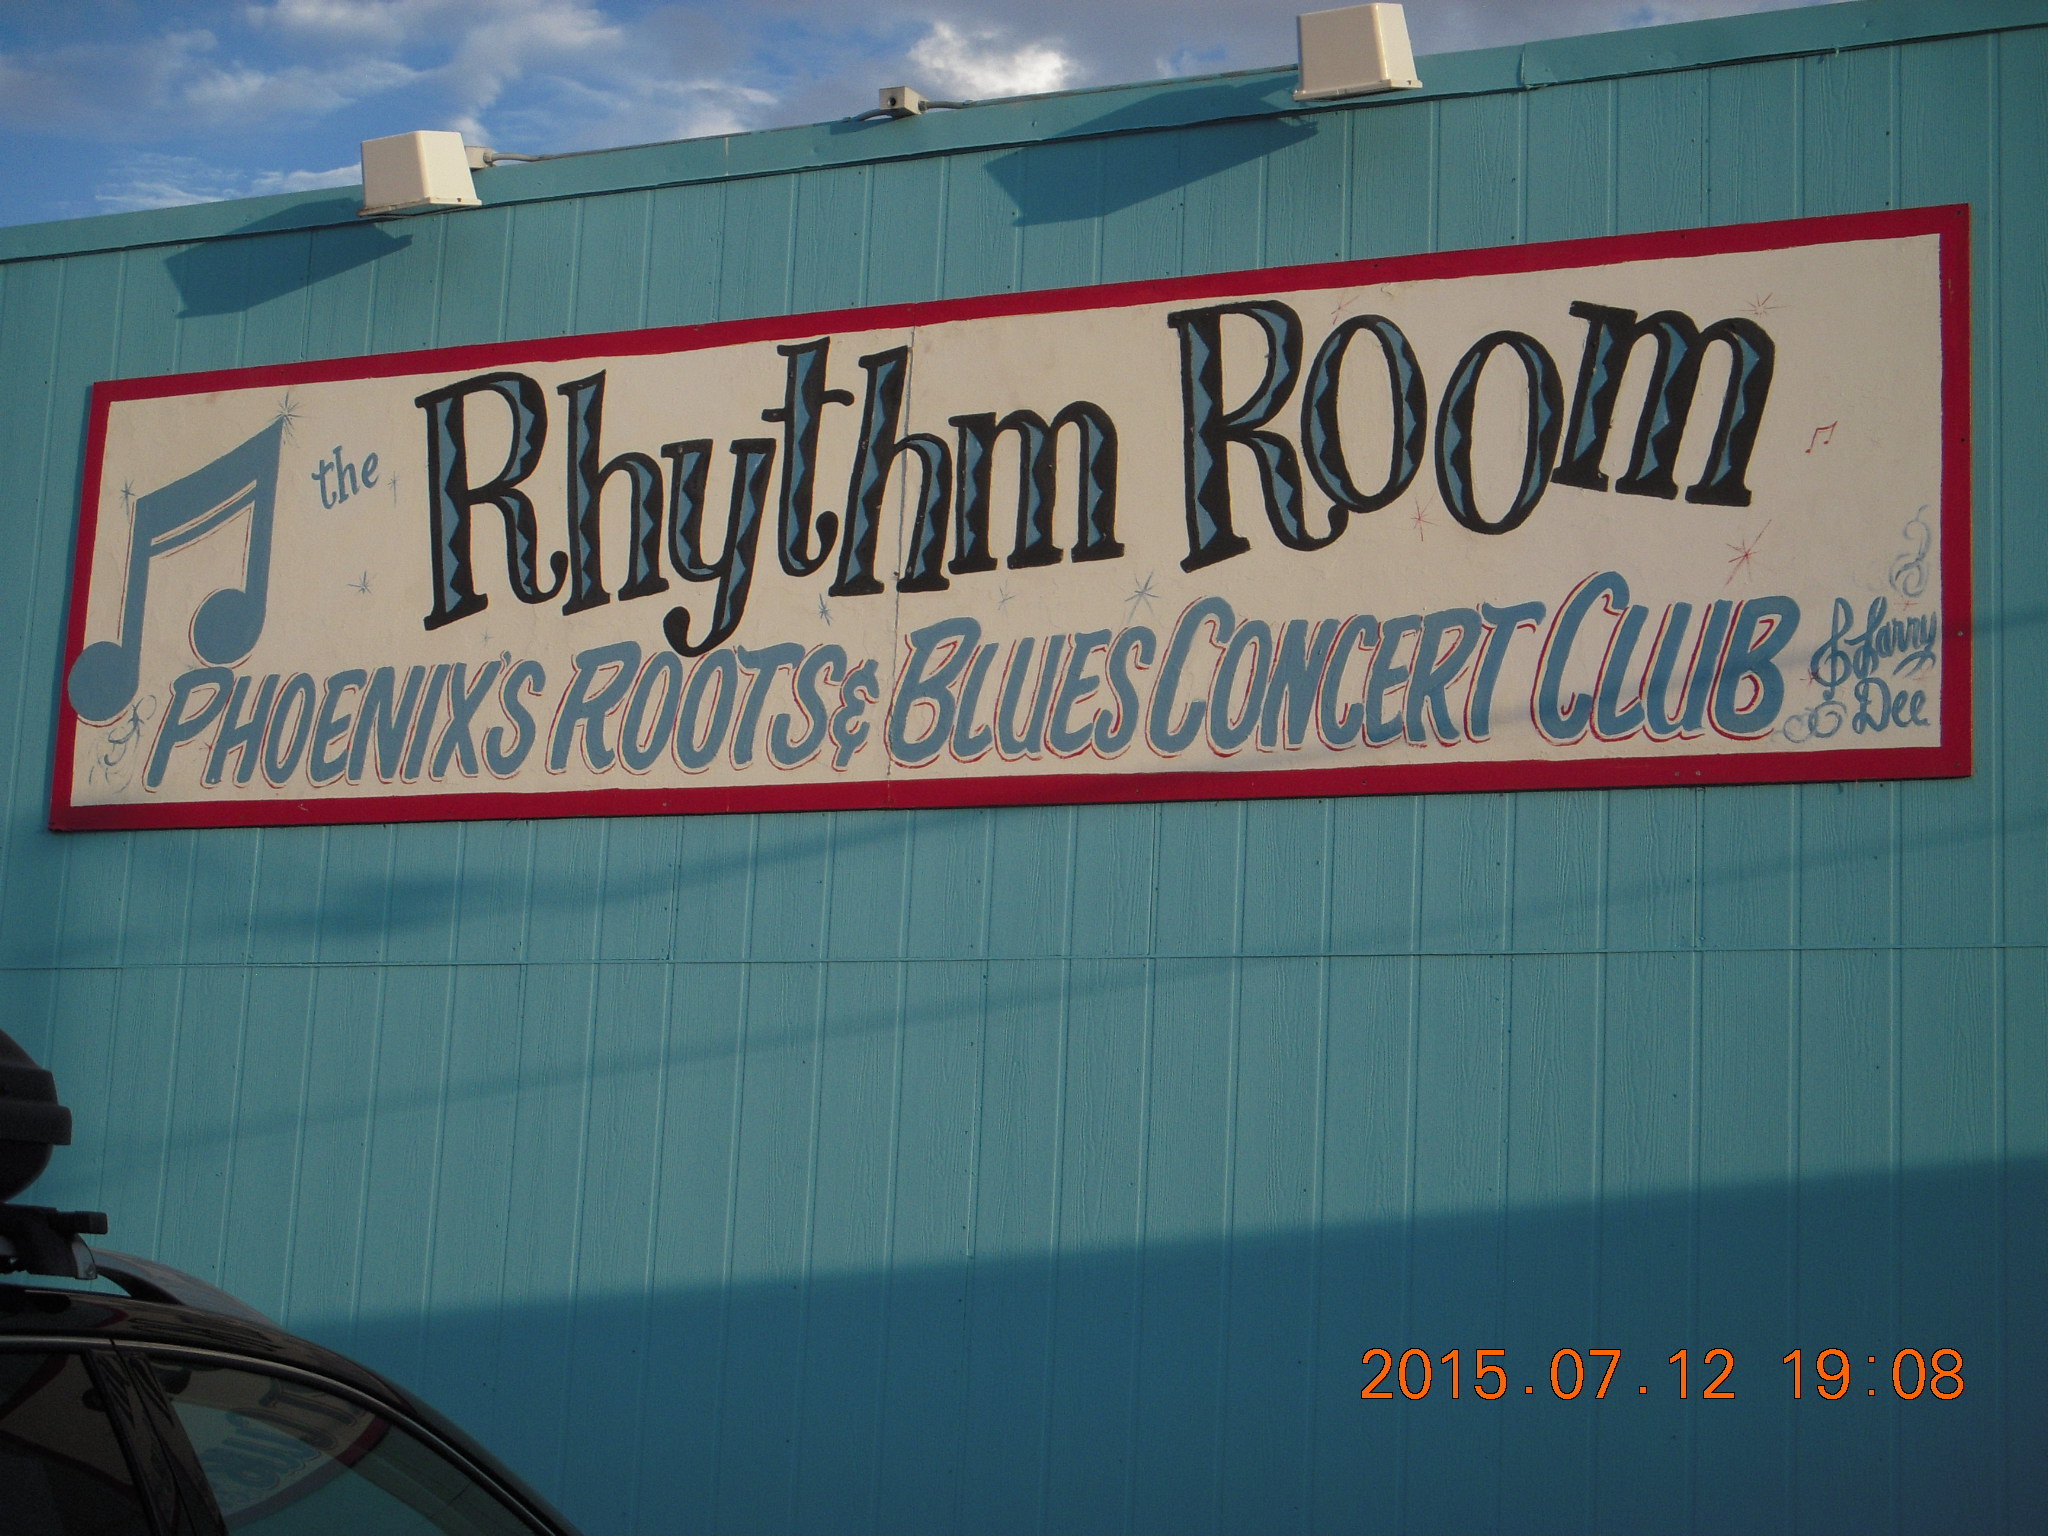 the Rhythm Room
PHOENIX'S ROOTS & BLUES CONCERT CLUB
Larry
Dee
2015.07.12 19:08